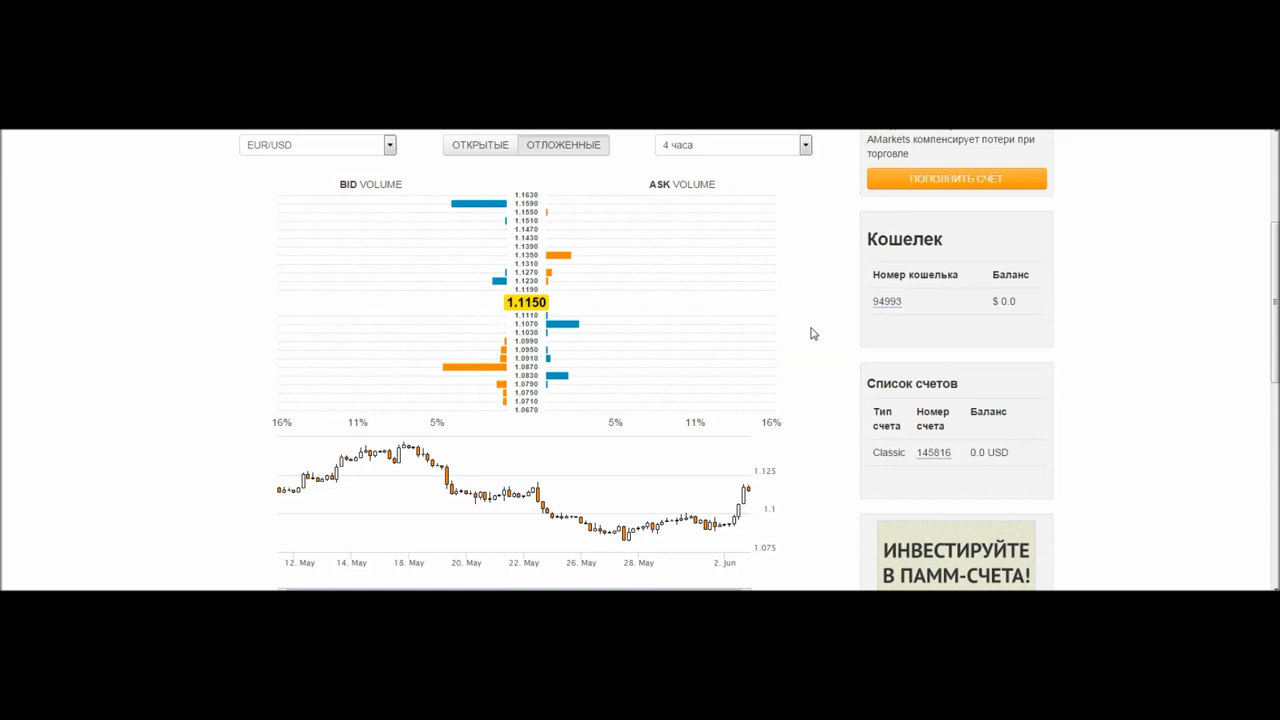 AMarkets компенсирует потери при
торговле
EUR/USD
ОТКРЫТЫЕ ОТЛОЖЕННЫЕ
4 часа
ПОПОЛНИТЬ СЧЕТ
BID VOLUME
ASK VOLUME
1.1630
1.1590
1.1550
1.1510
1.1470
1.1430
1.1390
1.1350
1.1310
1.1270
1.1230
1.1190
1.1150
1.1110
1.1070
1.1030
1.0990
1.0950
1.0910
1.0870
1.0830
1.0790
1.0750
1.0710
1.0670
16% 11% 5% 5% 11% 16%
1.125
1.1
1.075
12. May 14. May 18. May 20. May 22. May 26. May 28. May 2. Jun
Кошелек
Номер кошелька Баланс
94993 $ 0.0
Список счетов
Тип счета Номер счета Баланс
Classic 145816 0.0 USD
ИНВЕСТИРУЙТЕ
В ПАММ-СЧЕТА!